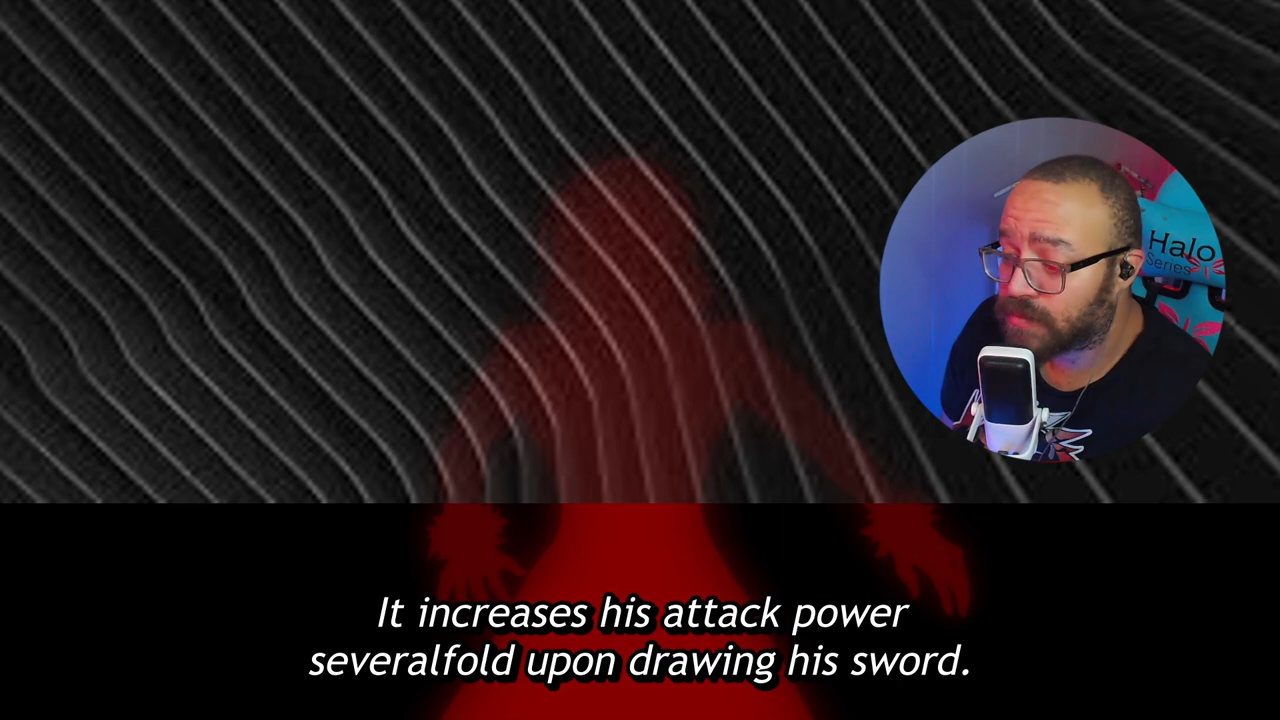 Halo
Series
It increases his attack power
severalfold upon drawing his sword.